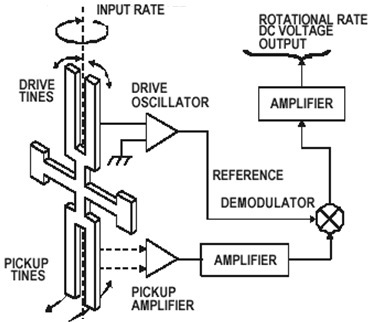 INPUT RATE
ROTATIONAL RATE
DC VOLTAGE
OUTPUT
DRIVE
TINES
DRIVE
OSCILLATOR
AMPLIFIER
REFERENCE
DEMODULATOR
PICKUP
TINES
AMPLIFIER
PICKUP
AMPLIFIER